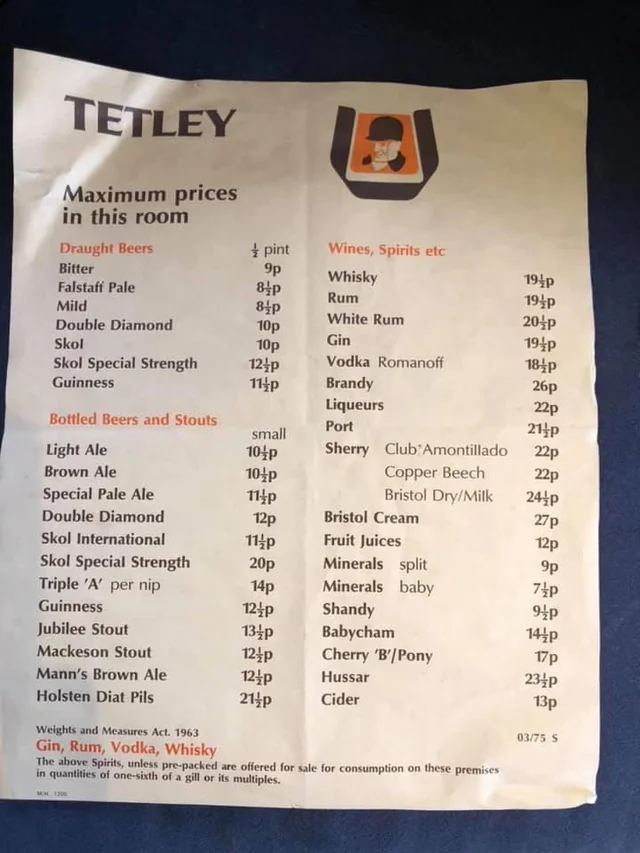 TETLEY
Maximum prices
in this room
Draught Beers ½ pint
Bitter 9p
Falstaff Pale 8½p
Mild 8½p
Double Diamond 10p
Skol 10p
Skol Special Strength 12½p
Guinness 11½p
Bottled Beers and Stouts
small
Light Ale 10½p
Brown Ale 10½p
Special Pale Ale 11½p
Double Diamond 12p
Skol International 11½p
Skol Special Strength 20p
Triple 'A' per nip 14p
Guinness 12½p
Jubilee Stout 13½p
Mackeson Stout 12½p
Mann's Brown Ale 12½p
Holsten Diat Pils 21½p
Wines, Spirits etc
Whisky 19½p
Rum 19½p
White Rum 20½p
Gin 19½p
Vodka Romanoff 18½p
Brandy 26p
Liqueurs 22p
Port 21½p
Sherry Club Amontillado 22p
Copper Beech 22p
Bristol Dry/Milk 24½p
Bristol Cream 27p
Fruit Juices 12p
Minerals split 9p
Minerals baby 7½p
Shandy 9½p
Babycham 14½p
Cherry 'B'/Pony 17p
Hussar 23½p
Cider 13p
03/75 S
Weights and Measures Act. 1963
Gin, Rum, Vodka, Whisky
The above Spirits, unless pre-packed are offered for sale for consumption on these premises
in quantities of one-sixth of a gill or its multiples.